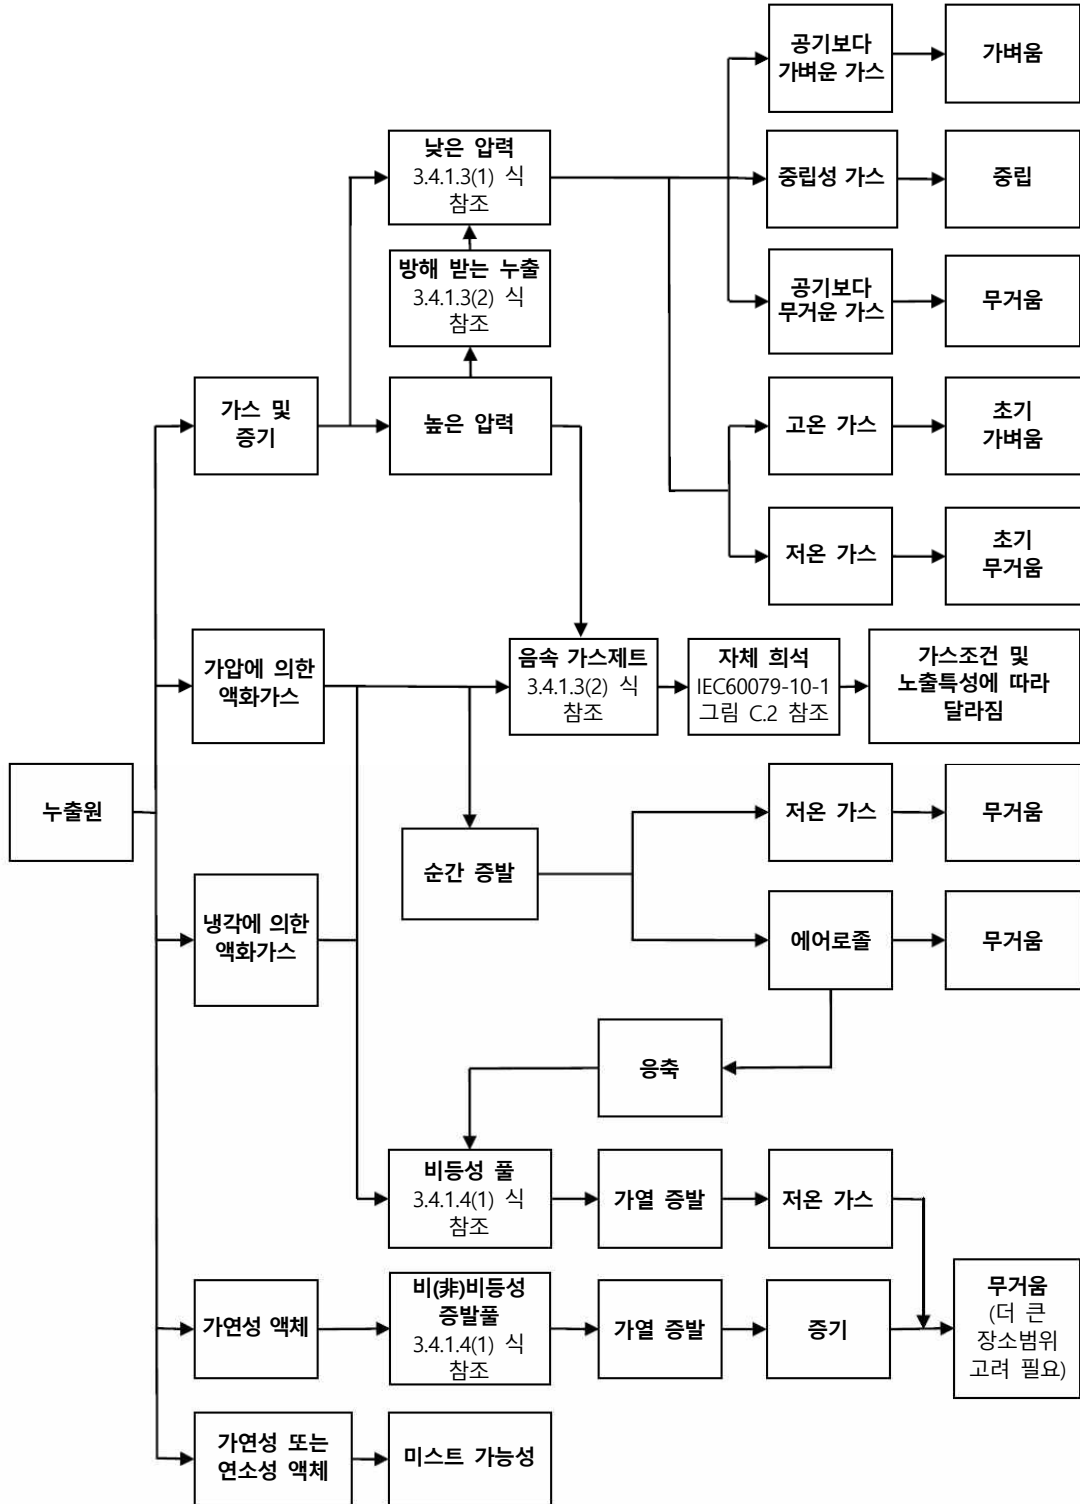 공기보다
가벼운 가스
가벼움
낮은 압력
3.4.1.3(1) 식
참조
중립성 가스
중립
방해 받는 누출
3.4.1.3(2) 식
참조
공기보다
무거운 가스
무거움
가스 및
증기
높은 압력
고온 가스
초기
가벼움
저온 가스
초기
무거움
가압에 의한
액화가스
음속 가스제트
3.4.1.3(2) 식
참조
자체 희석
IEC60079-10-1
그림 C.2 참조
가스조건 및
노출특성에 따라
달라짐
누출원
순간 증발
저온 가스
무거움
냉각에 의한
액화가스
에어로졸
무거움
응축
비등성 풀
3.4.1.4(1) 식
참조
가열 증발
저온 가스
가연성 액체
비(非)비등성
증발풀
3.4.1.4(1) 식
참조
가열 증발
증기
무거움
(더 큰
장소범위
고려 필요)
가연성 또는
연소성 액체
미스트 가능성